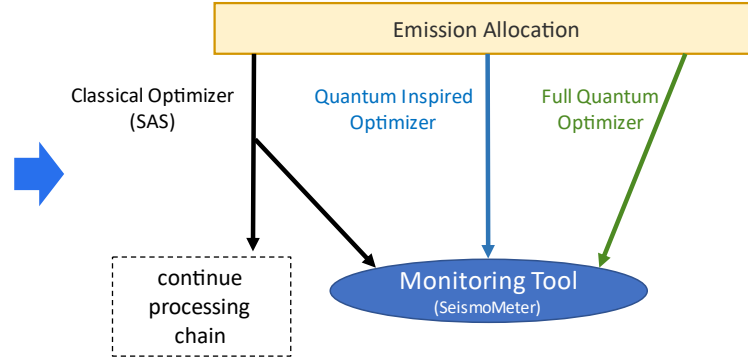 Emission Allocation
Classical Optimizer
(SAS)
Quantum Inspired
Optimizer
Full Quantum
Optimizer
continue
processing
chain
Monitoring Tool
(SeismoMeter)